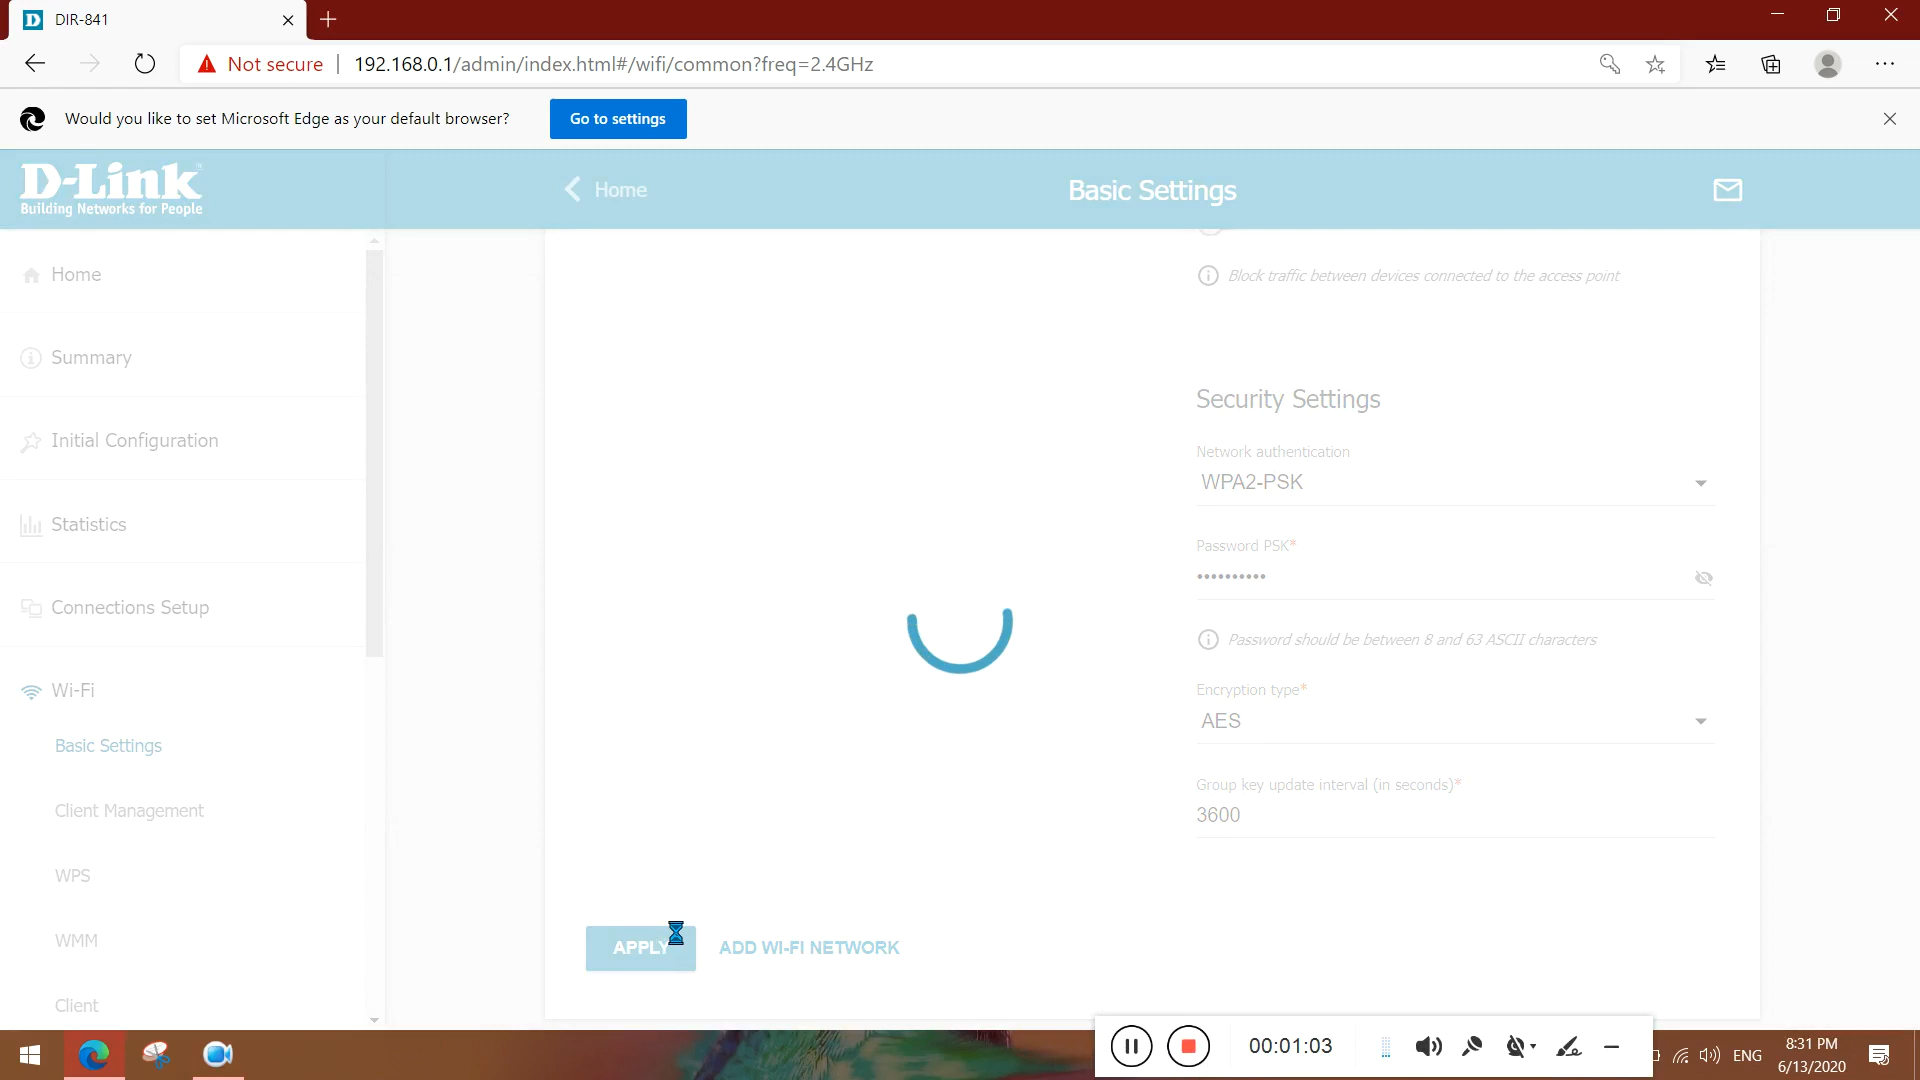 DIR-841
Not secure
192.168.0.1/admin/index.html#/wifi/common?freq=2.4GHz
Would you like to set Microsoft Edge as your default browser?
Go to settings
D-Link
Building Networks for People
Home
Basic Settings
Home
Summary
Initial Configuration
Statistics
Connections Setup
Wi-Fi
Basic Settings
Client Management
WPS
WMM
Client
Block traffic between devices connected to the access point
Security Settings
Network authentication
WPA2-PSK
Password PSK*
••••••••••
Password should be between 8 and 63 ASCII characters
Encryption type*
AES
Group key update interval (in seconds)*
3600
APPLY
ADD WI-FI NETWORK
00:01:03
ENG
8:31 PM
6/13/2020